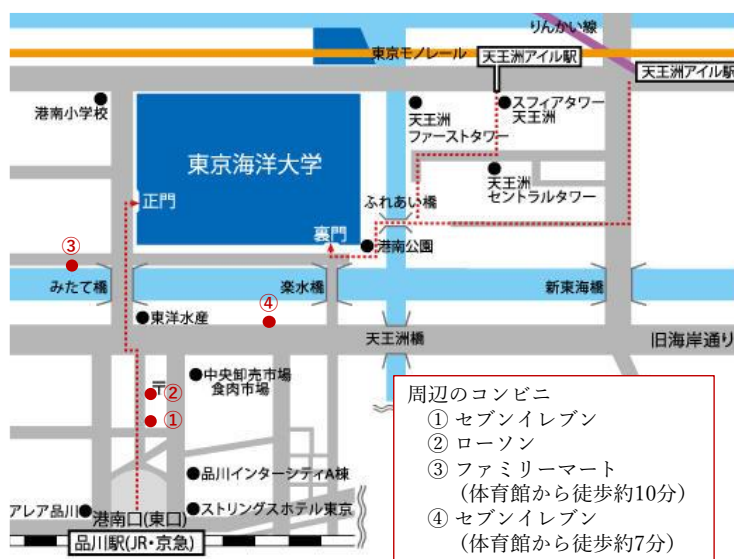 りんかい線
東京モノレール
天王洲アイル駅
天王洲アイル駅
港南小学校
天王洲
ファーストタワー
スフィアタワー
天王洲
東京海洋大学
天王洲
セントラルタワー
正門
ふれあい橋
裏門
港南公園
③
みたて橋
楽水橋
新東海橋
④
東洋水産
天王洲橋
旧海岸通り
中央卸売市場
食肉市場
〒
②
①
品川インターシティA棟
アレア品川
ストリングスホテル東京
港南口(東口)
品川駅(JR・京急)
周辺のコンビニ
① セブンイレブン
② ローソン
③ ファミリーマート
(体育館から徒歩約10分)
④ セブンイレブン
(体育館から徒歩約7分)